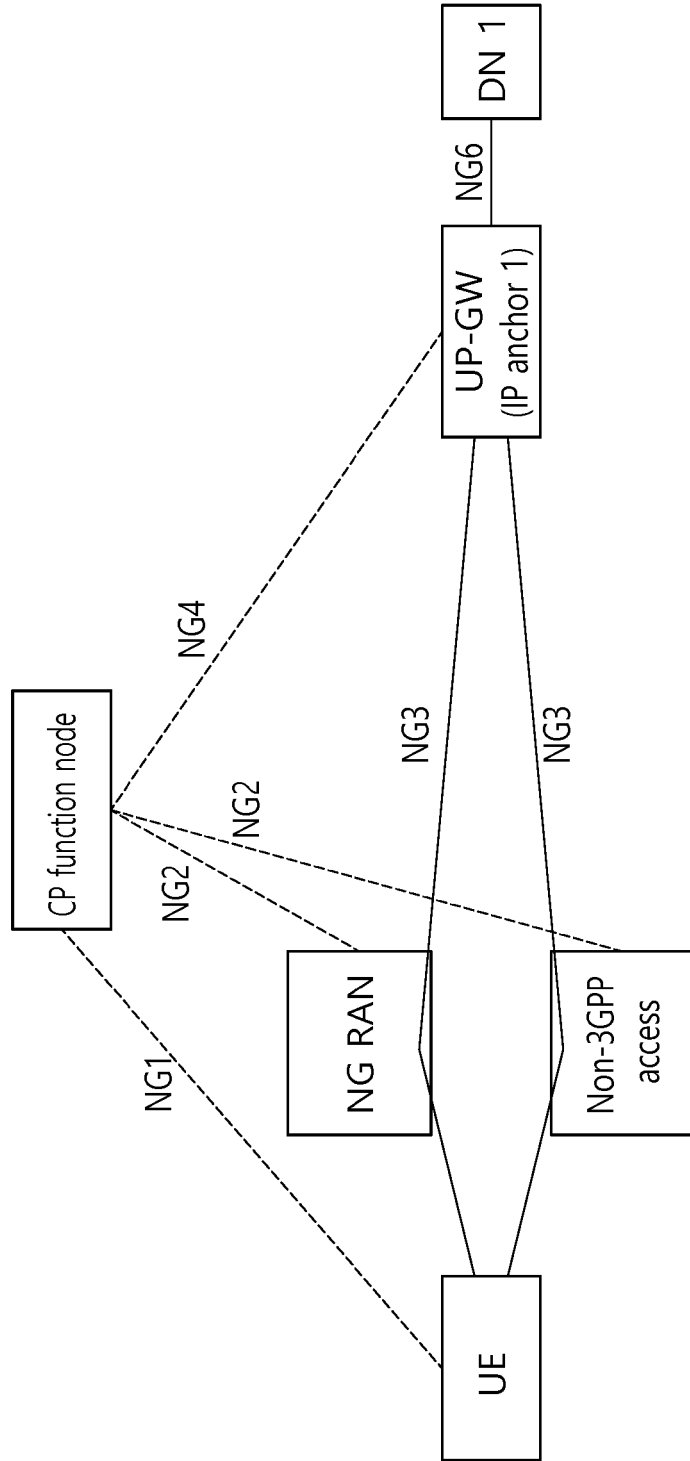 CP function node
NG1
NG2
NG2
NG4
NG RAN
NG3
UE
UP-GW
(IP anchor 1)
NG6
DN 1
NG3
Non-3GPP
access